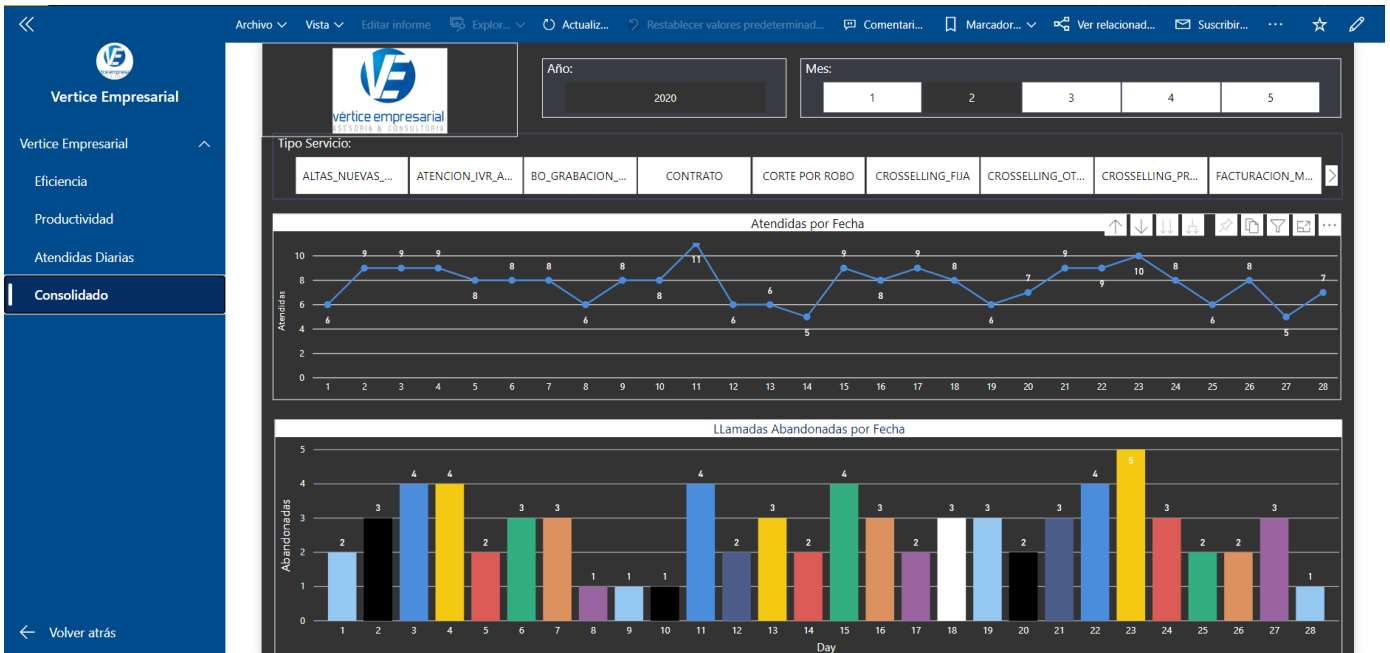 Archivo Vista Editar informe Explor... Actualiz... Restablecer valores predeterminad... Comentari... Marcador... Ver relacionad... Suscribir... ...
Vertice Empresarial
Vertice Empresarial
Eficiencia
Productividad
Atendidas Diarias
Consolidado
Volver atrás
VE
vértice empresarial
ASESORIA & CONSULTORIA
Año:
2020
Mes:
1 2 3 4 5
Tipo Servicio:
ALTAS_NUEVAS_... ATENCION_IVR_A... BO_GRABACION_... CONTRATO CORTE POR ROBO CROSSELLING_FIJA CROSSELLING_OT... CROSSELLING_PR... FACTURACION_M...
Atendidas por Fecha
Atendidas
10
8
6
4
2
0
6 9 9 9 8 8 8 6 8 8 11 6 6 5 9 8 9 8 6 7 9 9 10 8 6 8 5 7
1 2 3 4 5 6 7 8 9 10 11 12 13 14 15 16 17 18 19 20 21 22 23 24 25 26 27 28
LLamadas Abandonadas por Fecha
Abandonadas
5
4
3
2
1
0
2 3 4 4 2 3 3 1 1 1 4 2 3 2 4 3 2 3 3 2 3 4 5 3 2 2 3 1
1 2 3 4 5 6 7 8 9 10 11 12 13 14 15 16 17 18 19 20 21 22 23 24 25 26 27 28
Day